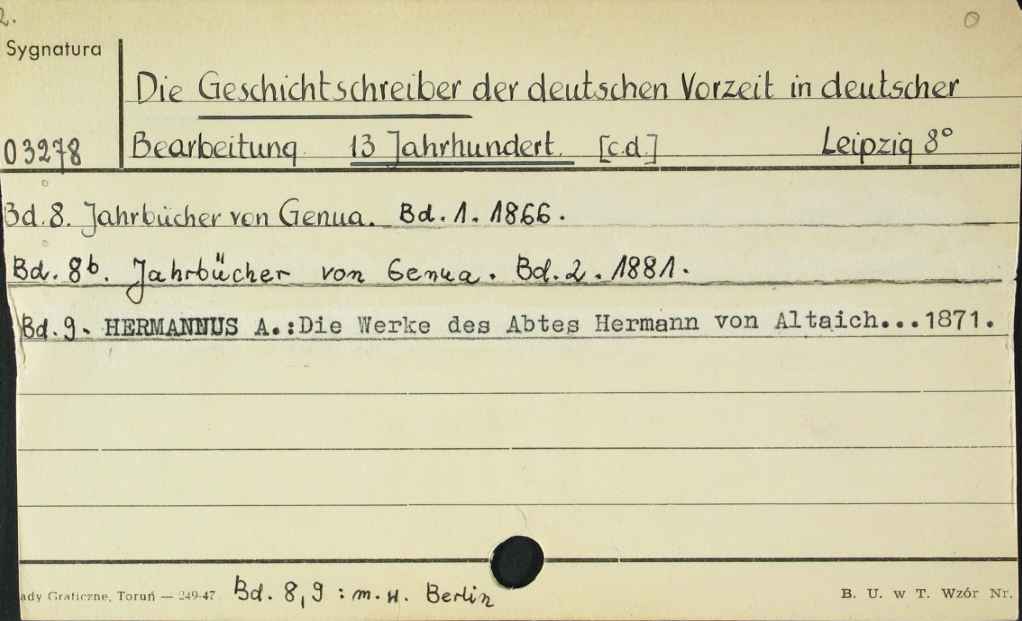 2.
Sygnatura
Die Geschichtschreiber der deutschen Vorzeit in deutscher
03278 Bearbeitung 13 Jahrhundert. [c.d.] Leipzig 8°
Bd. 8. Jahrbücher von Genua. Bd. 1. 1866.
Bd. 8b. Jahrbücher von Genua. Bd. 2. 1881.
Bd. 9. HERMANNUS A.: Die Werke des Abtes Hermann von Altaich...1871.
Bd. 8, 9 : m. w. Berlin
ady Graficzne, Toruń — 249-47 B. U. w T. Wzór Nr.